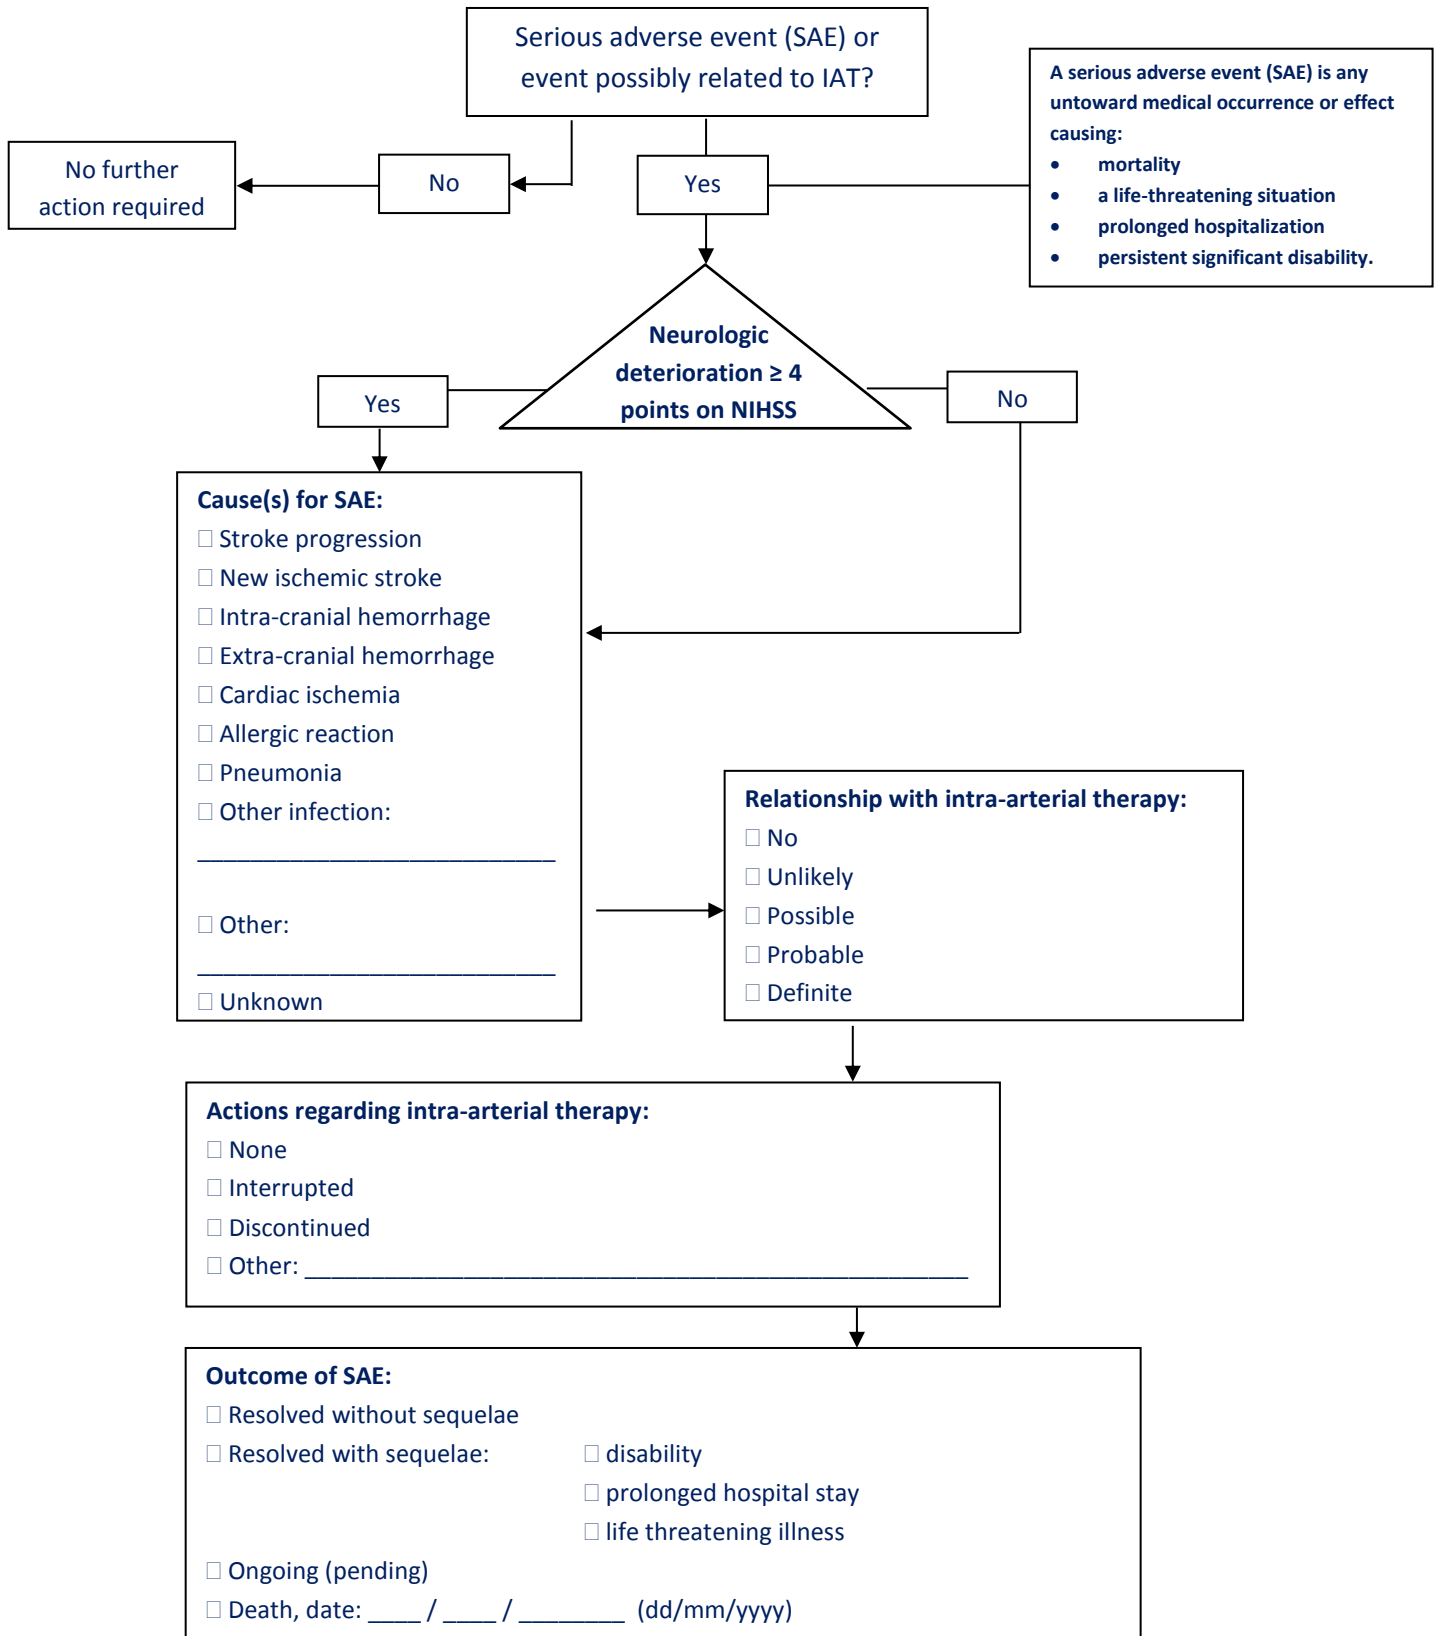 Serious adverse event (SAE) or
event possibly related to IAT?
A serious adverse event (SAE) is any
untoward medical occurrence or effect
causing:
• mortality
• a life-threatening situation
• prolonged hospitalization
• persistent significant disability.
No further
action required
No
Yes
Neurologic
deterioration ≥ 4
points on NIHSS
Yes
No
Cause(s) for SAE:
☐ Stroke progression
☐ New ischemic stroke
☐ Intra-cranial hemorrhage
☐ Extra-cranial hemorrhage
☐ Cardiac ischemia
☐ Allergic reaction
☐ Pneumonia
☐ Other infection:
___________________________
☐ Other:
___________________________
☐ Unknown
Relationship with intra-arterial therapy:
☐ No
☐ Unlikely
☐ Possible
☐ Probable
☐ Definite
Actions regarding intra-arterial therapy:
☐ None
☐ Interrupted
☐ Discontinued
☐ Other: __________________________________________________
Outcome of SAE:
☐ Resolved without sequelae
☐ Resolved with sequelae: ☐ disability
☐ prolonged hospital stay
☐ life threatening illness
☐ Ongoing (pending)
☐ Death, date: ____ / ____ / ________ (dd/mm/yyyy)